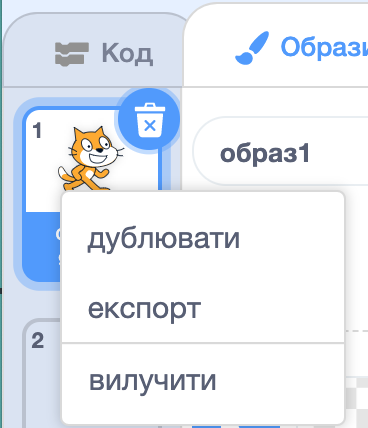 Код
Образи
1
образ1
дублювати
експорт
2
вилучити